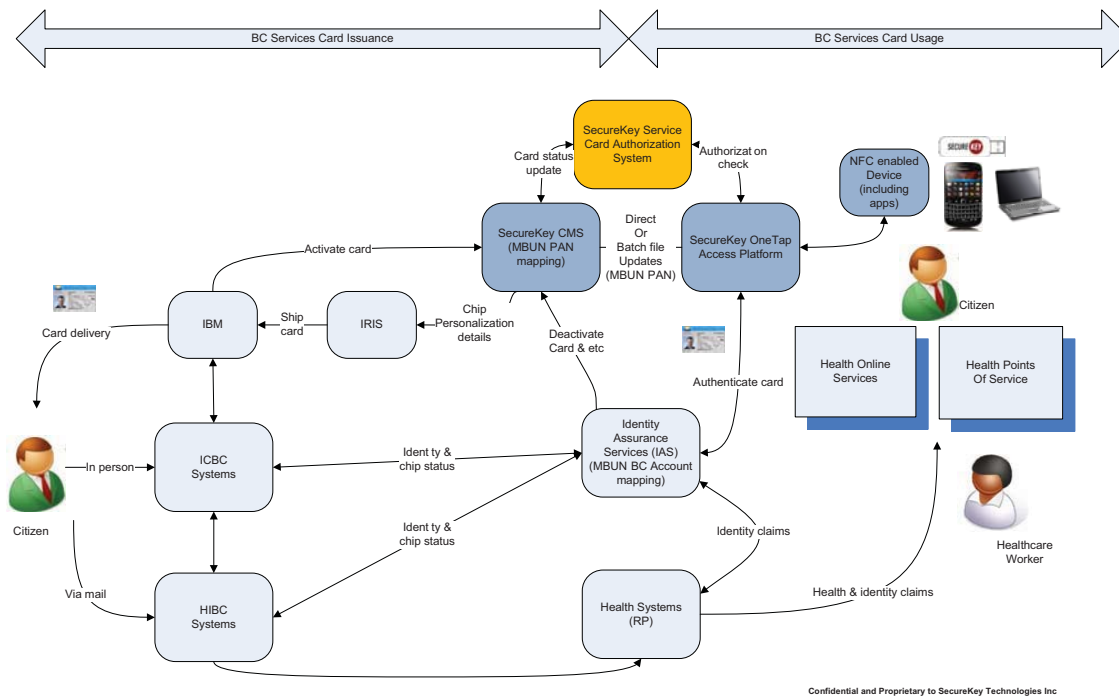 BC Services Card Issuance
BC Services Card Usage
SecureKey Service
Card Authorization
System
Card status
update
Authorizat on
check
NFC enabled
Device
(including
apps)
SECURE KEY
SecureKey CMS
(MBUN PAN
mapping)
Direct
Or
Batch file
Updates
(MBUN PAN)
SecureKey OneTap
Access Platform
Activate card
Citizen
IBM
Ship
card
IRIS
Chip
Personalization
details
Card delivery
Deactivate
Card & etc
Health Online
Services
Health Points
Of Service
Authenticate card
Identity
Assurance
Services (IAS)
(MBUN BC Account
mapping)
In person
ICBC
Systems
Ident ty &
chip status
Citizen
Ident ty &
chip status
Identity claims
Healthcare
Worker
Via mail
HIBC
Systems
Health Systems
(RP)
Health & identity claims
Confidential and Proprietary to SecureKey Technologies Inc